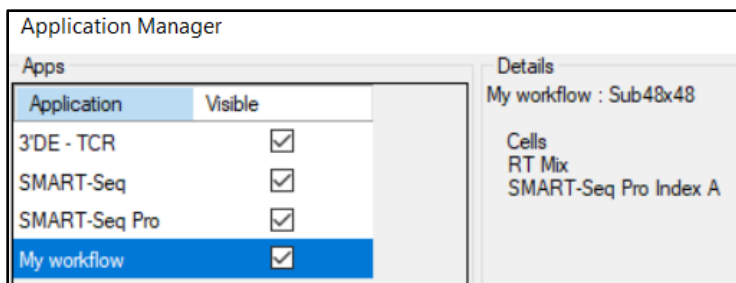 Application Manager
Apps
Application Visible
3'DE - TCR
SMART-Seq
SMART-Seq Pro
My workflow
Details
My workflow : Sub48x48
Cells
RT Mix
SMART-Seq Pro Index A